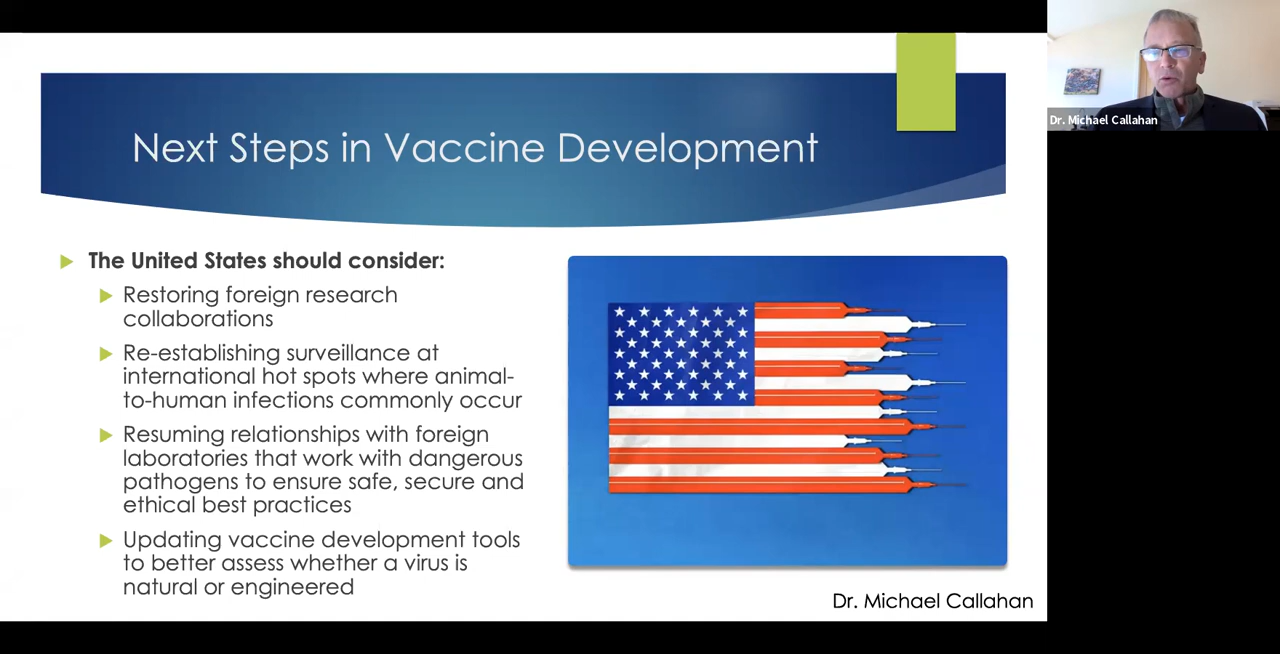 Next Steps in Vaccine Development
Dr. Michael Callahan
The United States should consider:
Restoring foreign research
collaborations
Re-establishing surveillance at
international hot spots where animal-
to-human infections commonly occur
Resuming relationships with foreign
laboratories that work with dangerous
pathogens to ensure safe, secure and
ethical best practices
Updating vaccine development tools
to better assess whether a virus is
natural or engineered
Dr. Michael Callahan